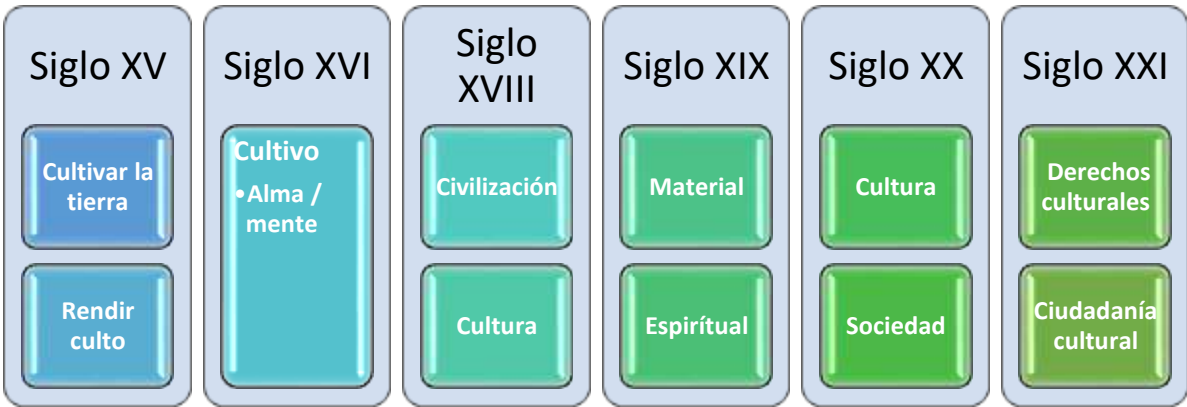 Siglo XV
Cultivar la
tierra
Rendir
culto
Siglo XVI
Cultivo
•Alma /
mente
Siglo
XVIII
Civilización
Cultura
Siglo XIX
Material
Espirítual
Siglo XX
Cultura
Sociedad
Siglo XXI
Derechos
culturales
Ciudadanía
cultural